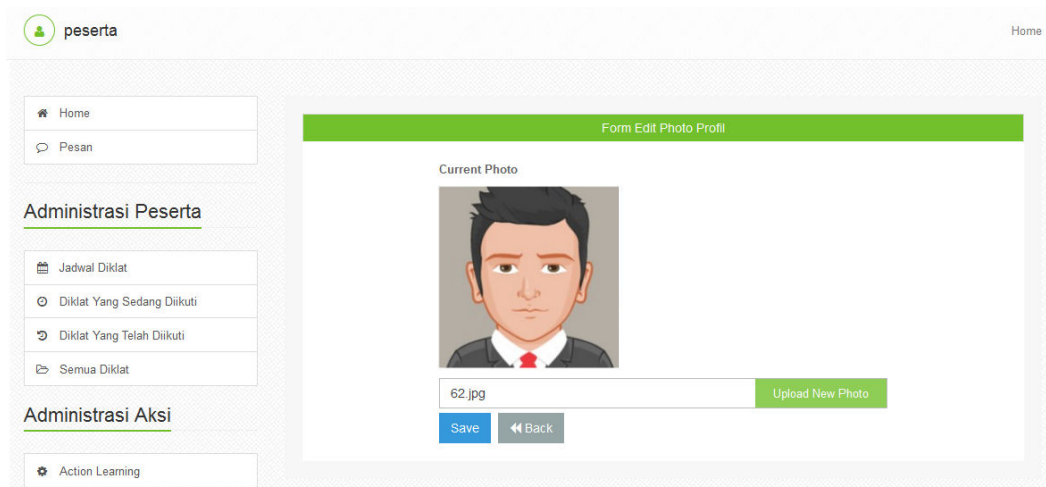 peserta
Home
Home
Pesan
Administrasi Peserta
Jadwal Diklat
Diklat Yang Sedang Diikuti
Diklat Yang Telah Diikuti
Semua Diklat
Administrasi Aksi
Action Learning
Form Edit Photo Profil
Current Photo
62.jpg
Upload New Photo
Save
Back